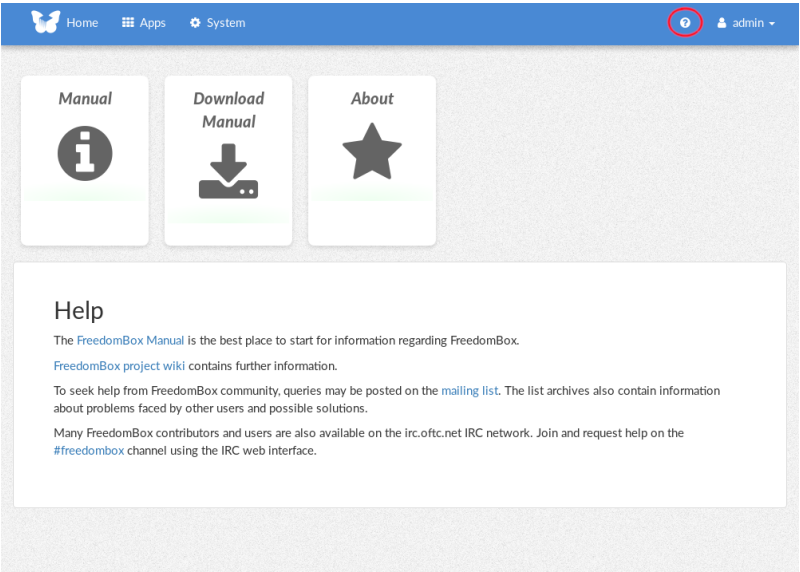 Home Apps System admin
Manual
Download
Manual
About
Help
The FreedomBox Manual is the best place to start for information regarding FreedomBox.
FreedomBox project wiki contains further information.
To seek help from FreedomBox community, queries may be posted on the mailing list. The list archives also contain information
about problems faced by other users and possible solutions.
Many FreedomBox contributors and users are also available on the irc.oftc.net IRC network. Join and request help on the
#freedombox channel using the IRC web interface.